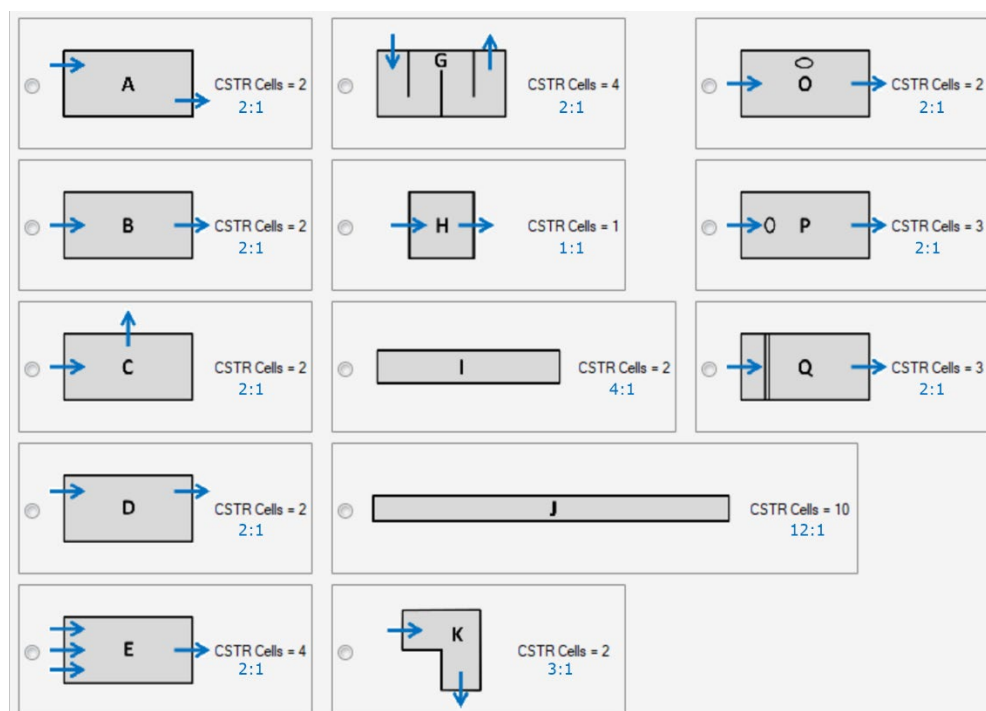 A
CSTR Cells = 2
2:1
G
CSTR Cells = 4
2:1
O
CSTR Cells = 2
2:1
B
CSTR Cells = 2
2:1
H
CSTR Cells = 1
1:1
P
CSTR Cells = 3
2:1
C
CSTR Cells = 2
2:1
I
CSTR Cells = 2
4:1
Q
CSTR Cells = 3
2:1
D
CSTR Cells = 2
2:1
J
CSTR Cells = 10
12:1
E
CSTR Cells = 4
2:1
K
CSTR Cells = 2
3:1